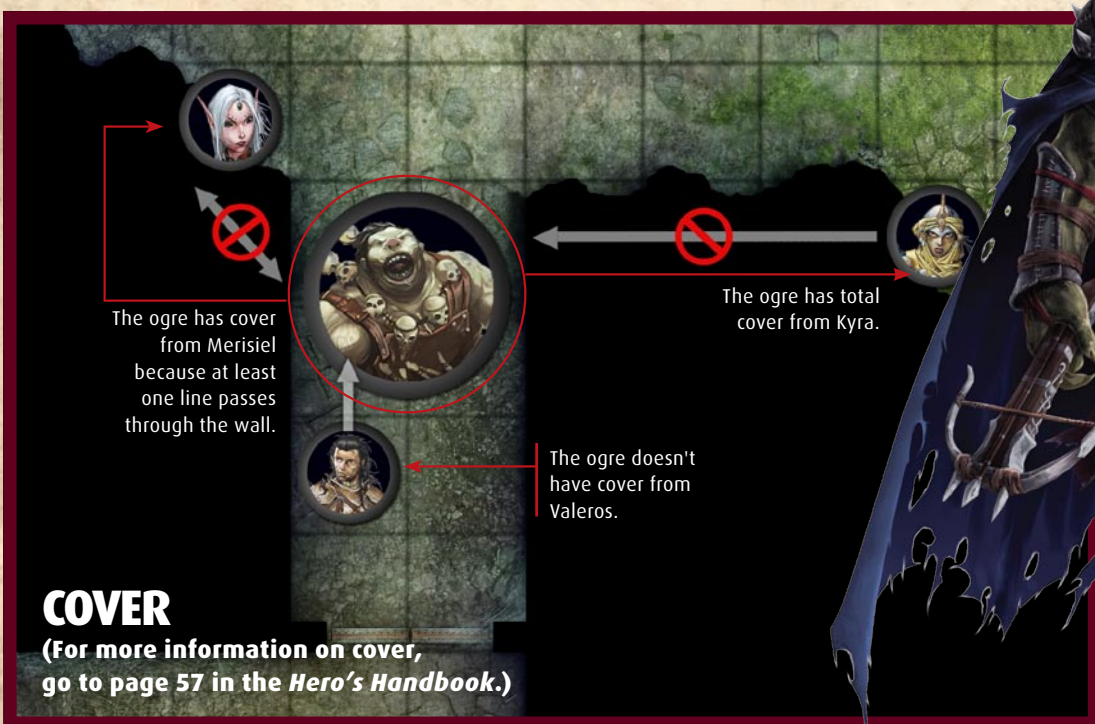 The ogre has cover
from Merisiel
because at least
one line passes
through the wall.
The ogre has total
cover from Kyra.
The ogre doesn't
have cover from
Valeros.
COVER
(For more information on cover,
go to page 57 in the Hero's Handbook.)